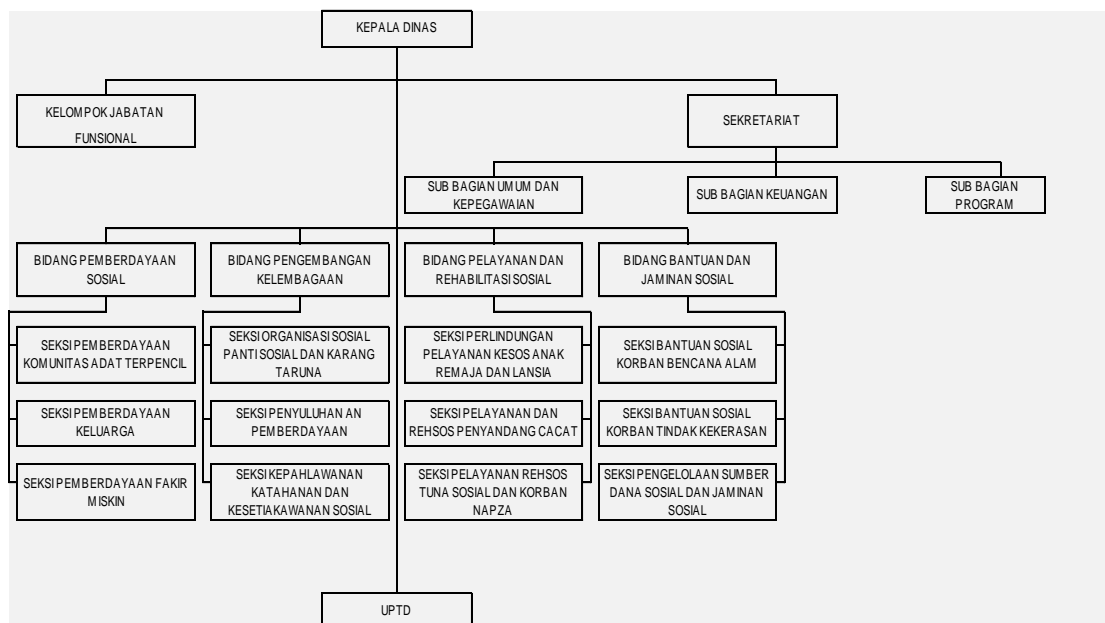 KEPALA DINAS
KELOMPOK JABATAN
FUNSIONAL
SEKRETARIAT
SUB BAGIAN UMUM DAN
KEPEGAWAIAN
SUB BAGIAN KEUANGAN
SUB BAGIAN
PROGRAM
BIDANG PEMBERDAYAAN
SOSIAL
BIDANG PENGEMBANGAN
KELEMBAGAAN
BIDANG PELAYANAN DAN
REHABILITASI SOSIAL
BIDANG BANTUAN DAN
JAMINAN SOSIAL
SEKSI PEMBERDAYAAN
KOMUNITAS ADAT TERPENCIL
SEKSI ORGANISASI SOSIAL
PANTI SOSIAL DAN KARANG
TARUNA
SEKSI PERLINDUNGAN
PELAYANAN KESOS ANAK
REMAJA DAN LANSIA
SEKSI BANTUAN SOSIAL
KORBAN BENCANA ALAM
SEKSI PEMBERDAYAAN
KELUARGA
SEKSI PENYULUHAN AN
PEMBERDAYAAN
SEKSI PELAYANAN DAN
REHSOS PENYANDANG CACAT
SEKSI BANTUAN SOSIAL
KORBAN TINDAK KEKERASAN
SEKSI PEMBERDAYAAN FAKIR
MISKIN
SEKSI KEPAHLAWANAN
KATAHANAN DAN
KESETIAKAWANAN SOSIAL
SEKSI PELAYANAN REHSOS
TUNA SOSIAL DAN KORBAN
NAPZA
SEKSI PENGELOLAAN SUMBER
DANA SOSIAL DAN JAMINAN
SOSIAL
UPTD